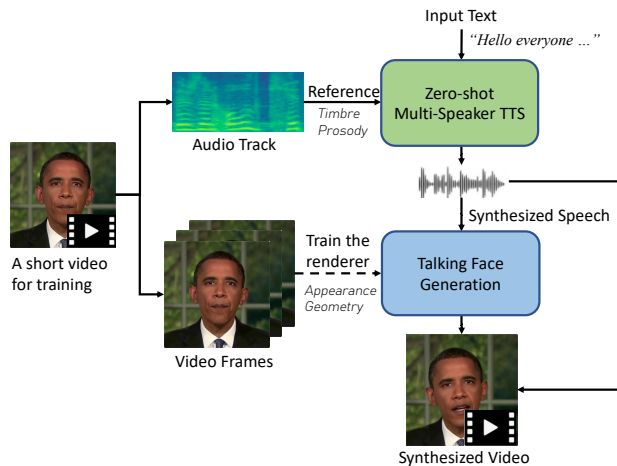 Input Text
“Hello everyone ...”
Reference
Timbre
Prosody
Zero-shot
Multi-Speaker TTS
Audio Track
Synthesized Speech
A short video
for training
Train the
renderer
Appearance
Geometry
Talking Face
Generation
Video Frames
Synthesized Video